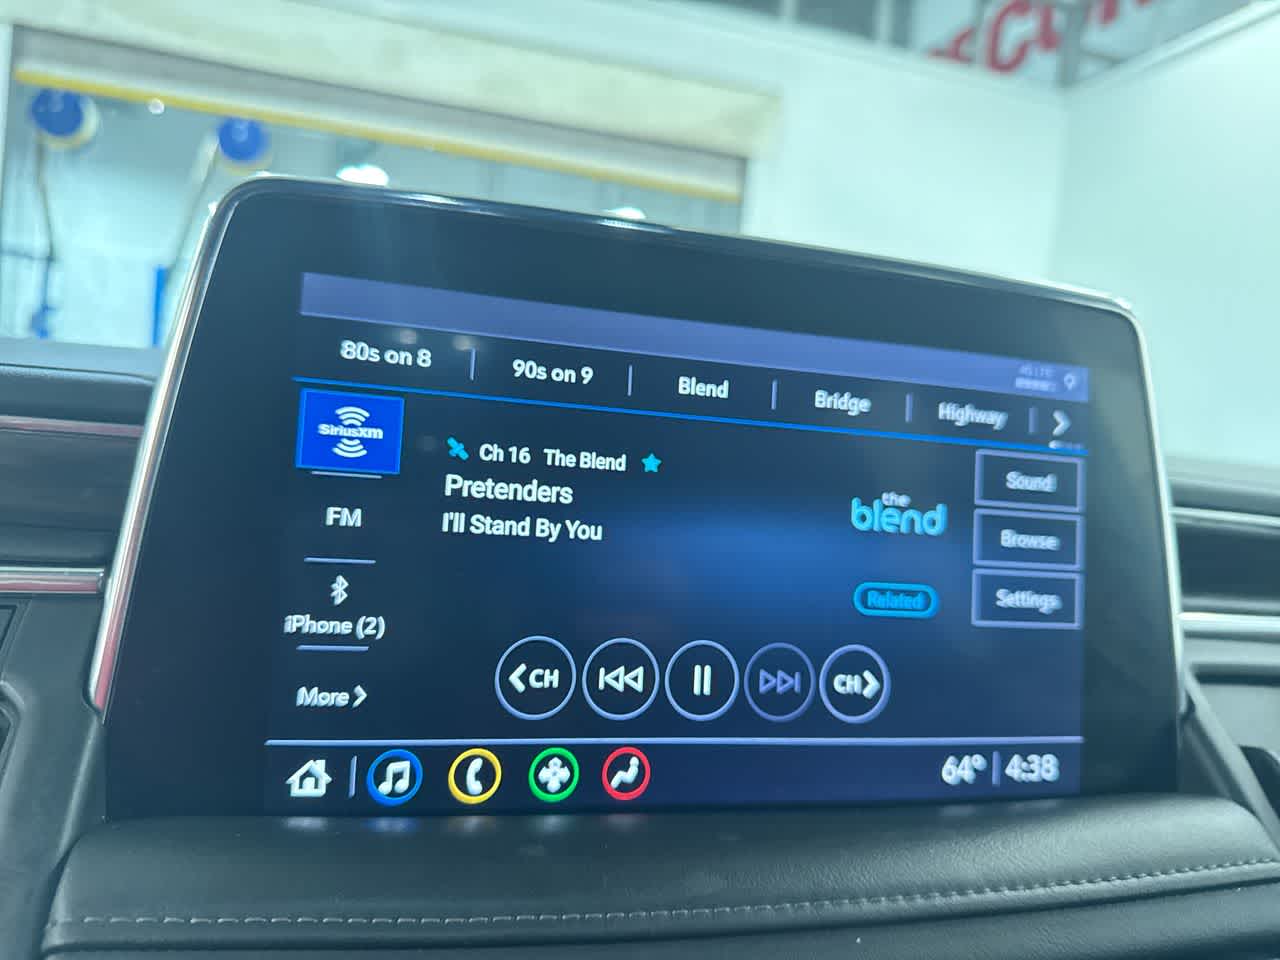 80s on 8
90s on 9
Blend
Bridge
Highway
SiriusXM
Ch 16 The Blend
Pretenders
I'll Stand By You
the
blend
Related
Sound
Browse
Settings
FM
iPhone (2)
More
CH
CH
64° 4:38